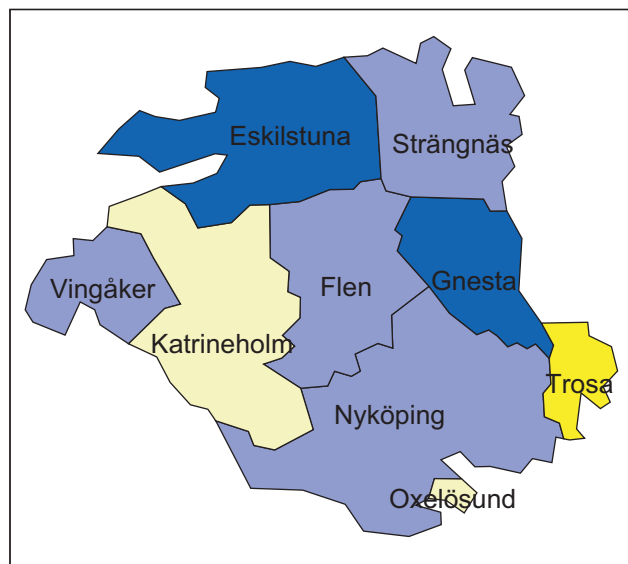 Eskilstuna
Strängnäs
Vingåker
Flen
Gnesta
Katrineholm
Trosa
Nyköping
Oxelösund